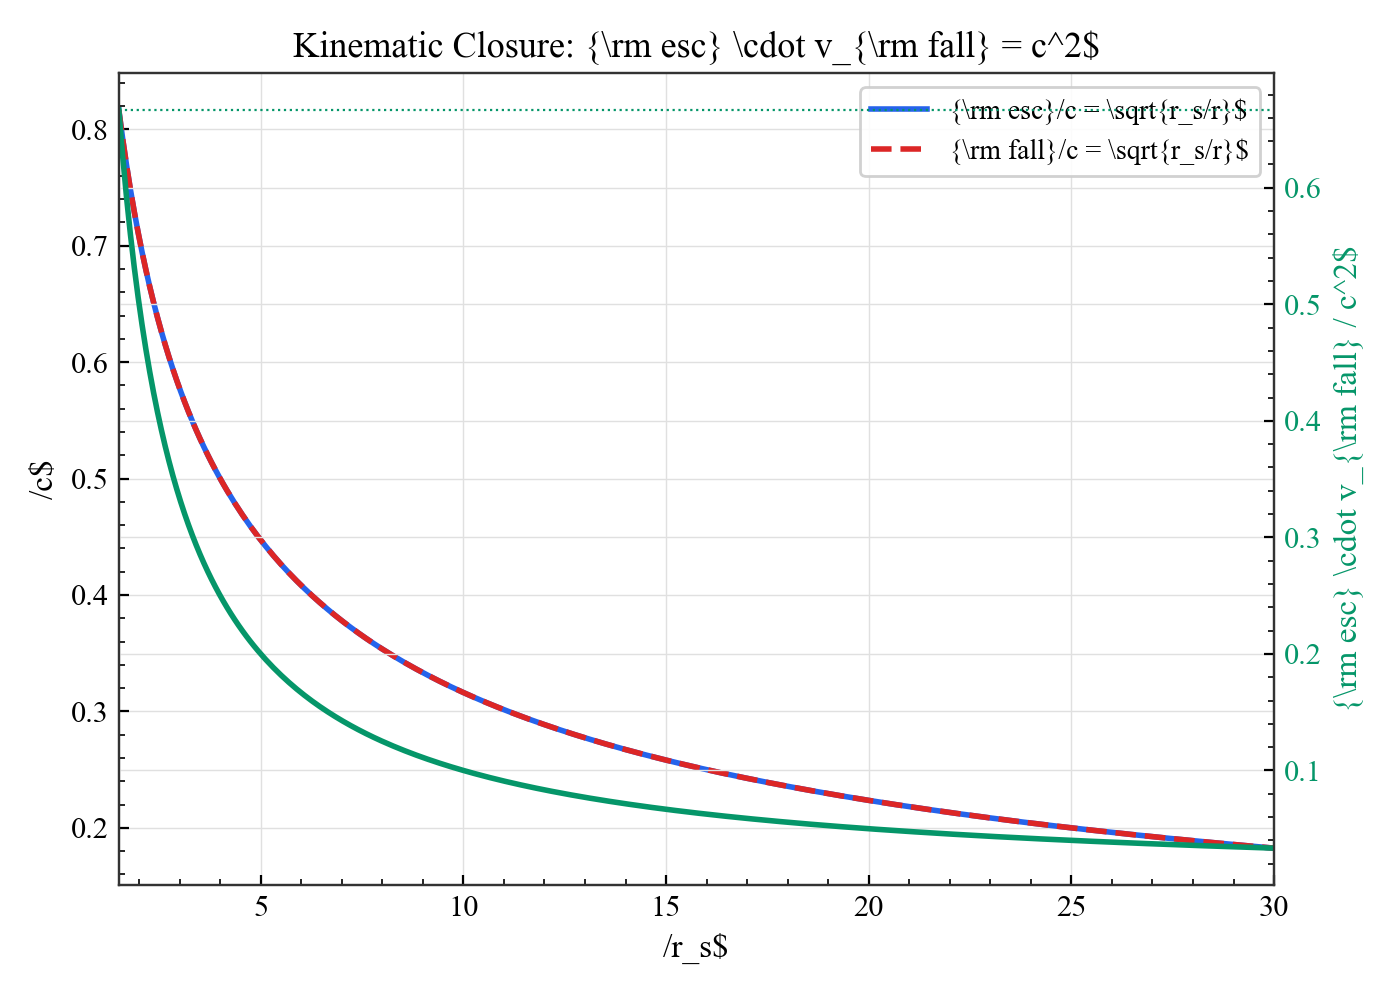 Kinematic Closure: {\rm esc} \cdot v_{\rm fall} = c^2$
{\rm esc}/c = \sqrt{r_s/r}$
{\rm fall}/c = \sqrt{r_s/r}$
0.8
0.7
0.6
0.5
0.4
0.3
0.2
/c$
0.6
0.5
0.4
0.3
0.2
0.1
{\rm esc} \cdot v_{\rm fall} / c^2$
5 10 15 20 25 30
/r_s$